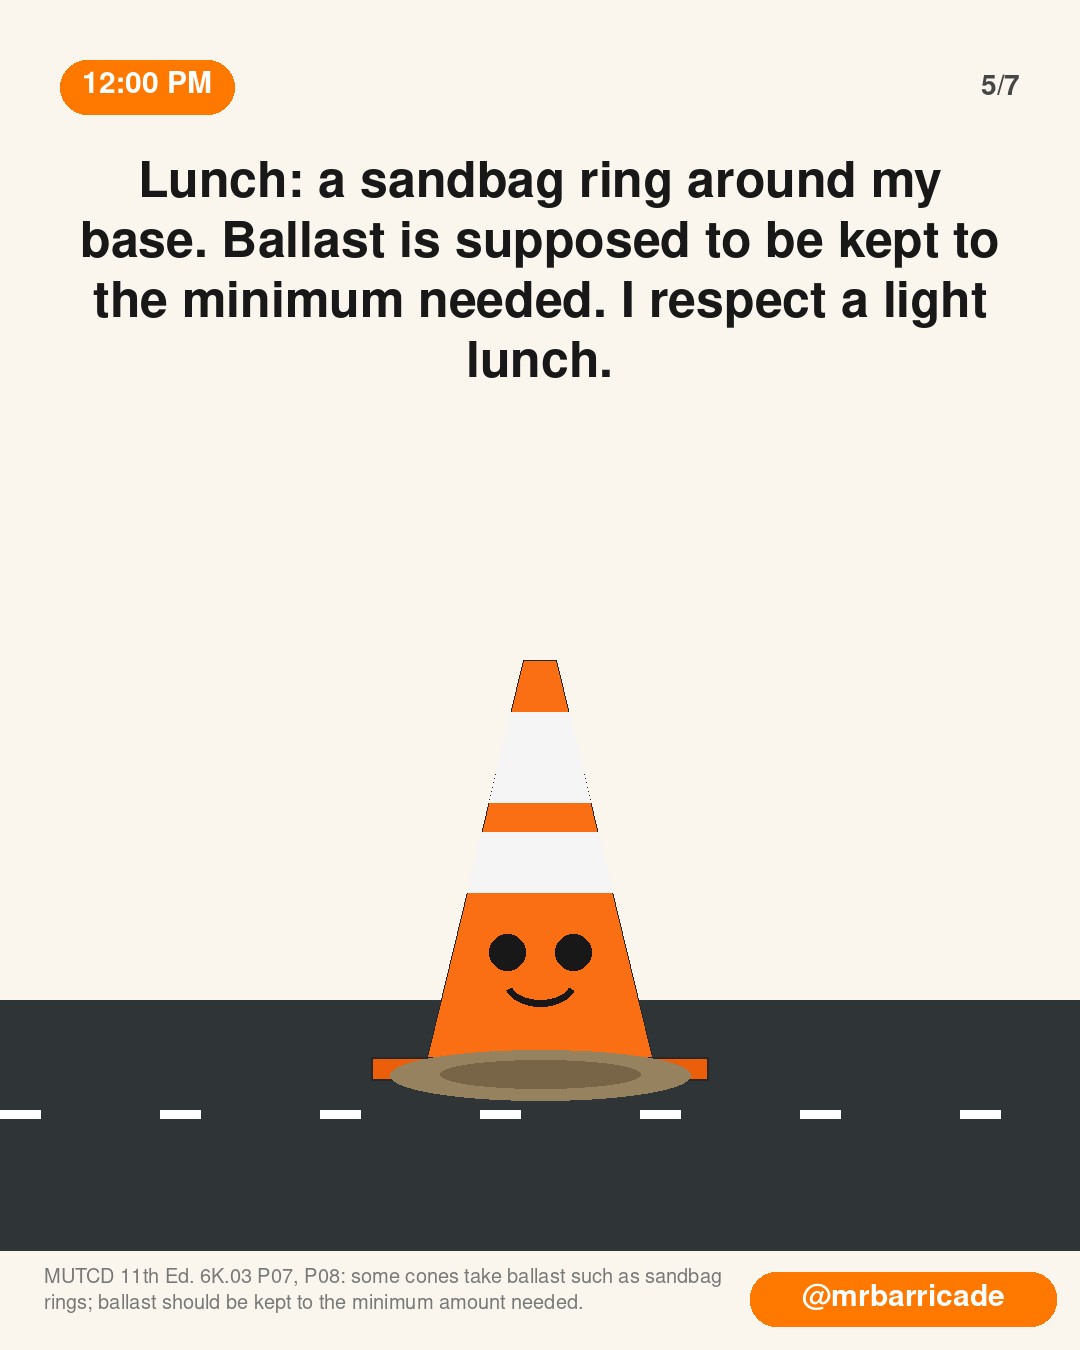 12:00 PM
5/7
Lunch: a sandbag ring around my
base. Ballast is supposed to be kept to
the minimum needed. I respect a light
lunch.
MUTCD 11th Ed. 6K.03 P07, P08: some cones take ballast such as sandbag
rings; ballast should be kept to the minimum amount needed.
@mrbarricade